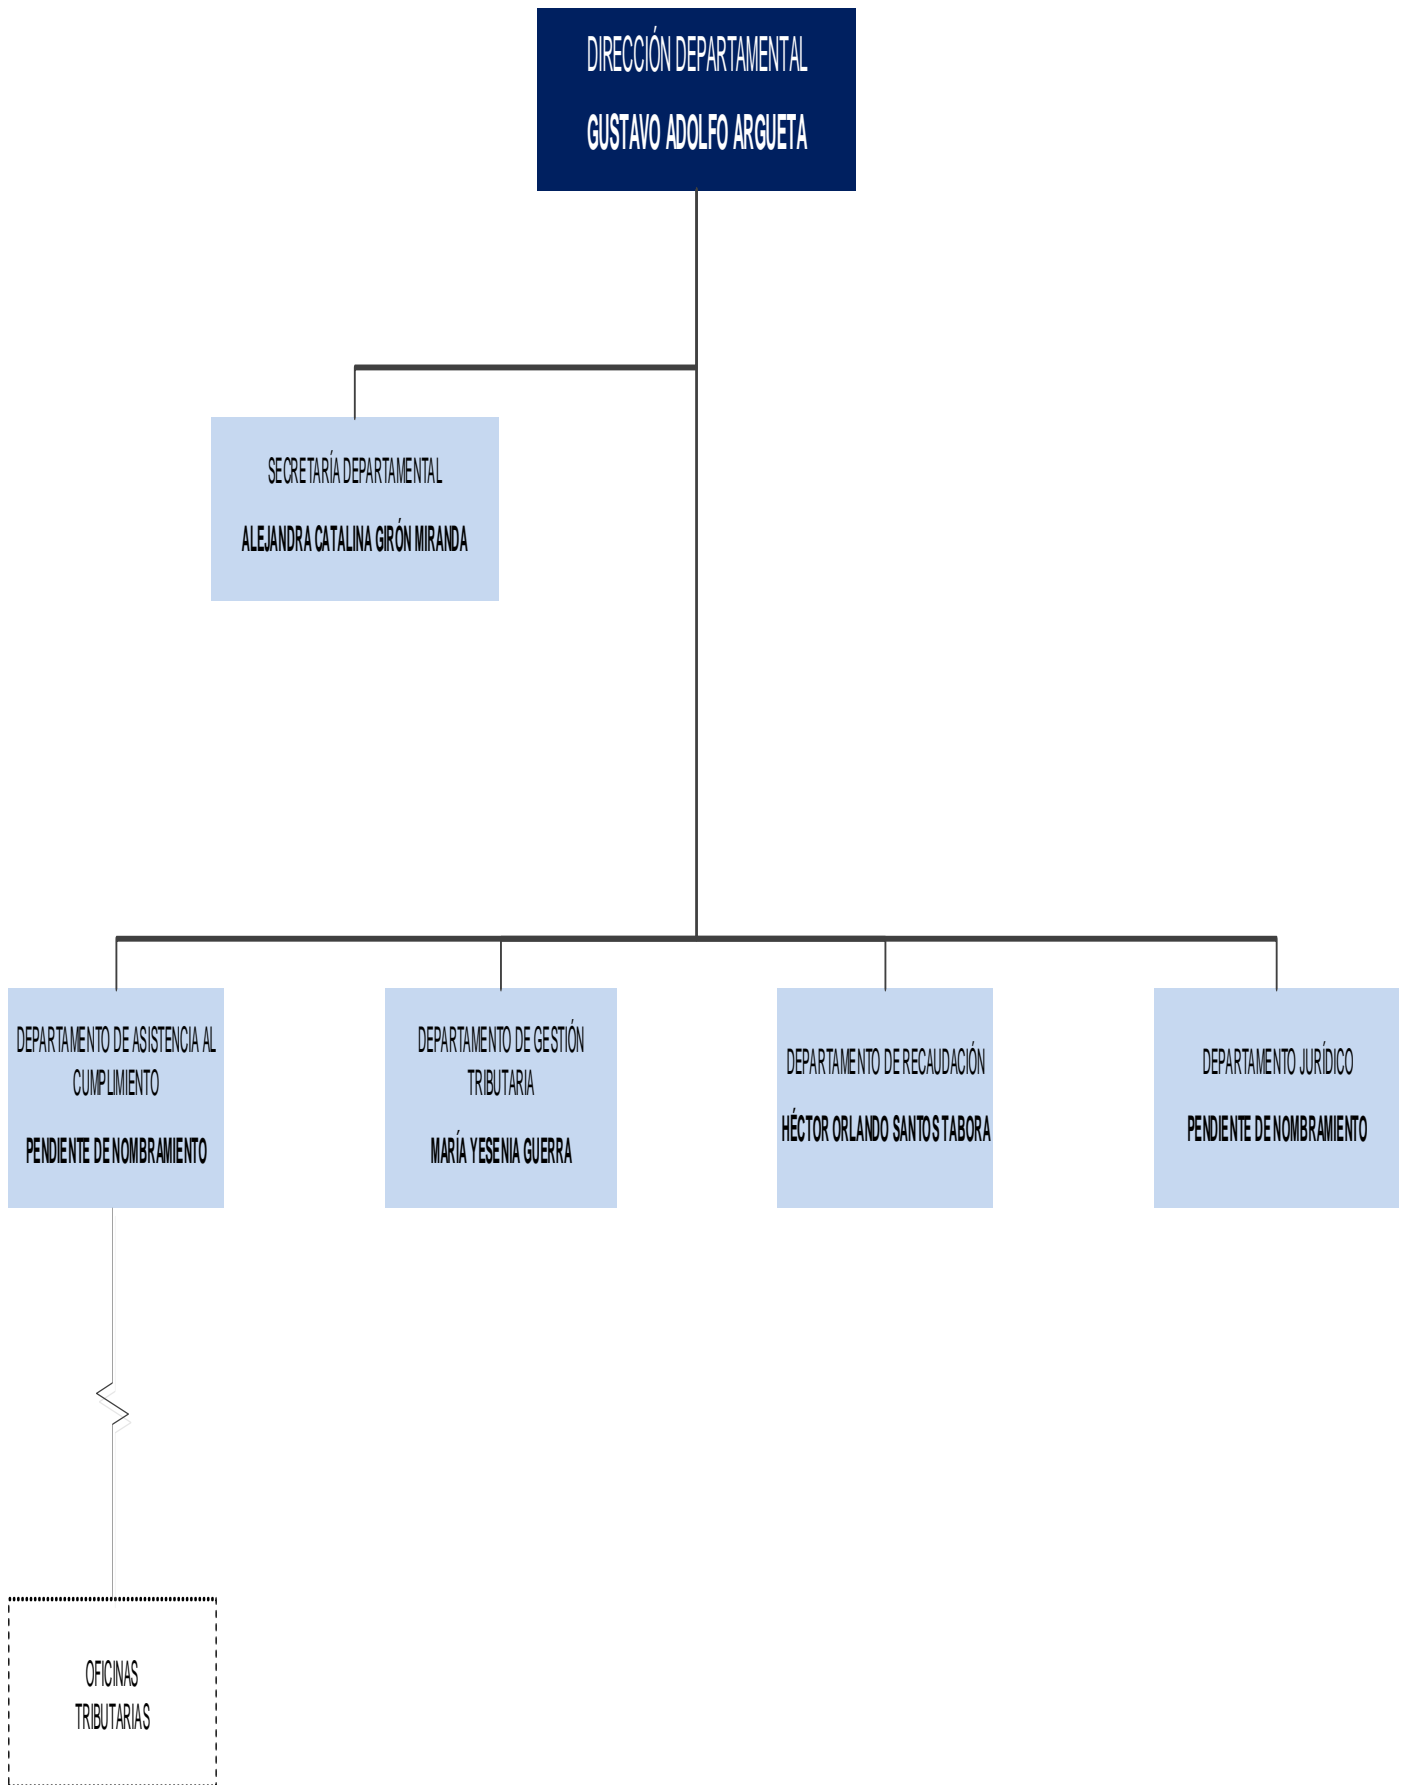 DIRECCIÓN DEPARTAMENTAL
GUSTAVO ADOLFO ARGUETA
SECRETARÍA DEPARTAMENTAL
ALEJANDRA CATALINA GIRÓN MIRANDA
DEPARTAMENTO DE ASISTENCIA AL
CUMPLIMIENTO
PENDIENTE DE NOMBRAMIENTO
DEPARTAMENTO DE GESTIÓN
TRIBUTARIA
MARÍA YESENIA GUERRA
DEPARTAMENTO DE RECAUDACIÓN
HÉCTOR ORLANDO SANTOS TABORA
DEPARTAMENTO JURÍDICO
PENDIENTE DE NOMBRAMIENTO
OFICINAS
TRIBUTARIAS